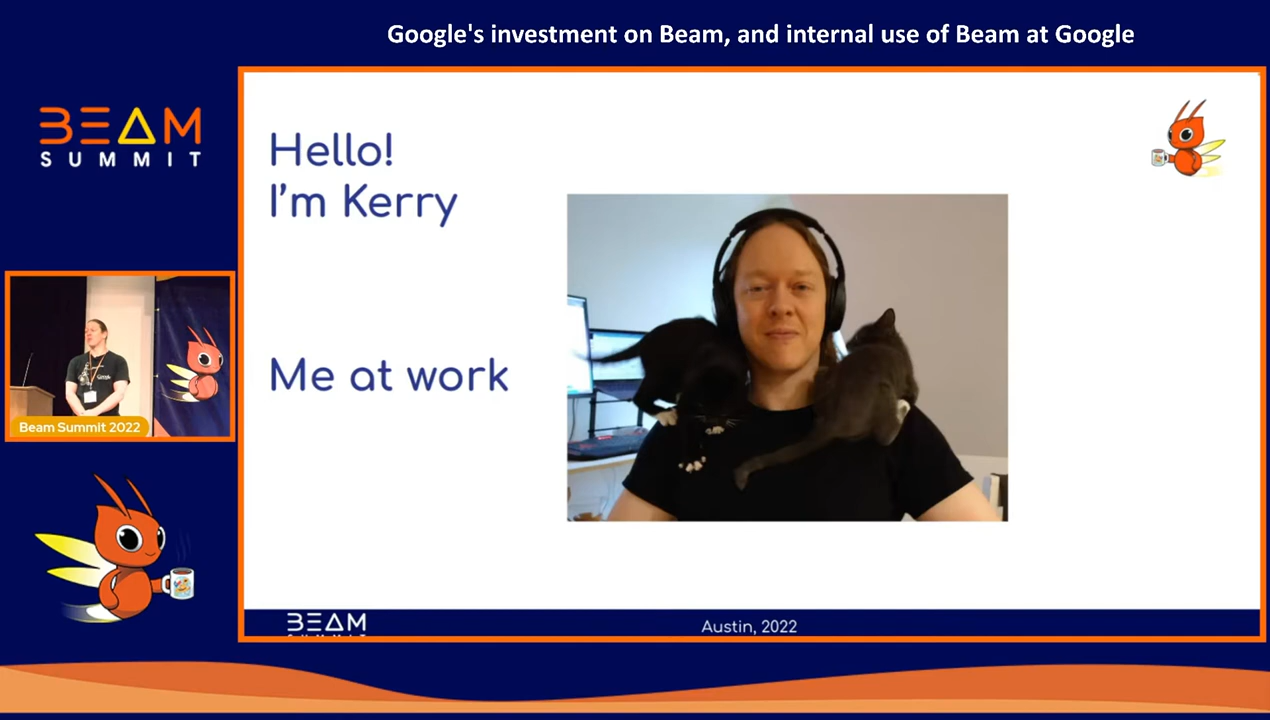 Google's investment on Beam, and internal use of Beam at Google
BEAM
SUMMIT
Hello!
I'm Kerry
Me at work
Google
Beam Summit 2022
BEAM
Austin, 2022